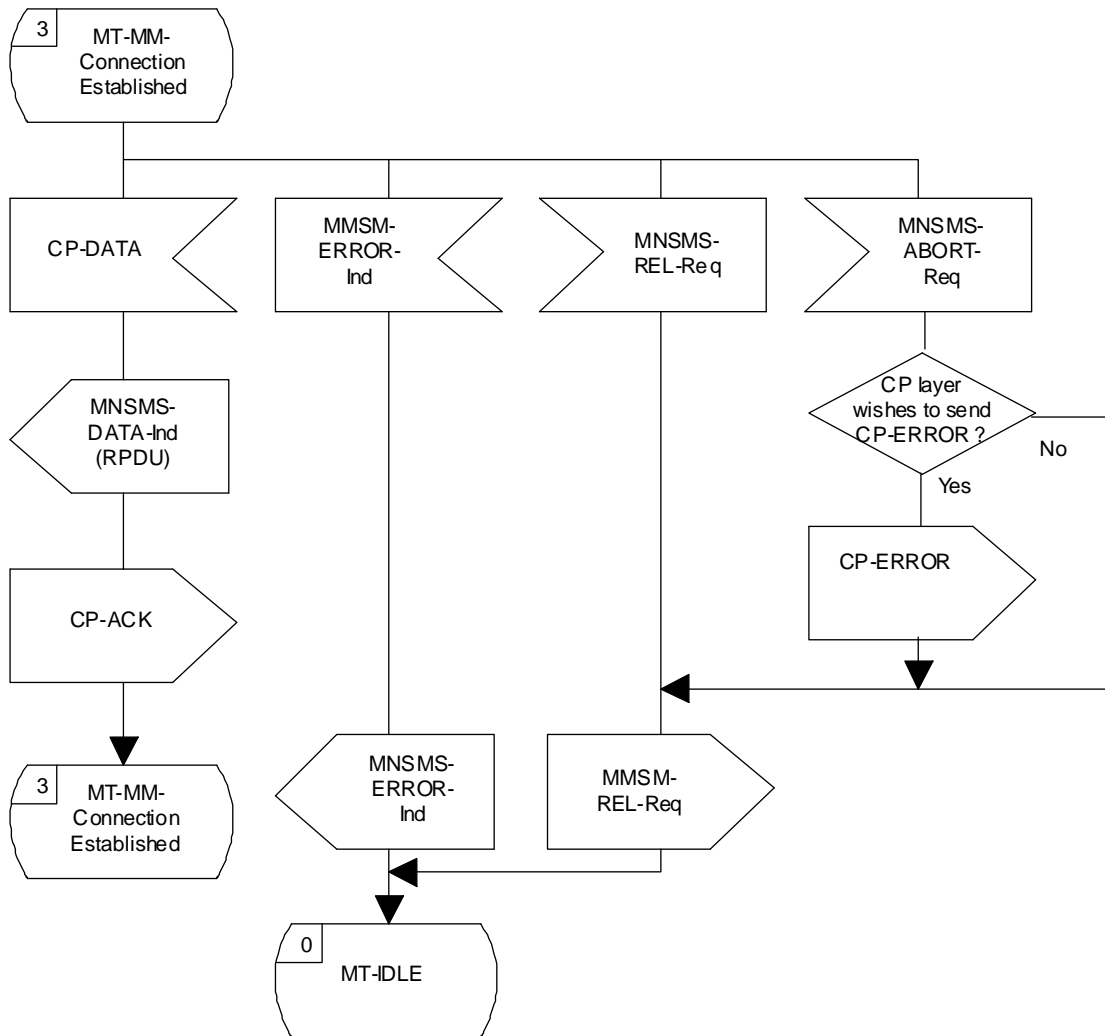 3
MT-MM-
Connection
Established
CP-DATA
MMSM-
ERROR-
Ind
MNSMS-
REL-Req
MNSMS-
ABORT-
Req
MNSMS-
DATA-Ind
(RPDU)
CP layer
wishes to send
CP-ERROR ?
No
Yes
CP-ERROR
CP-ACK
3
MT-MM-
Connection
Established
MNSMS-
ERROR-
Ind
MMSM-
REL-Req
0
MT-IDLE